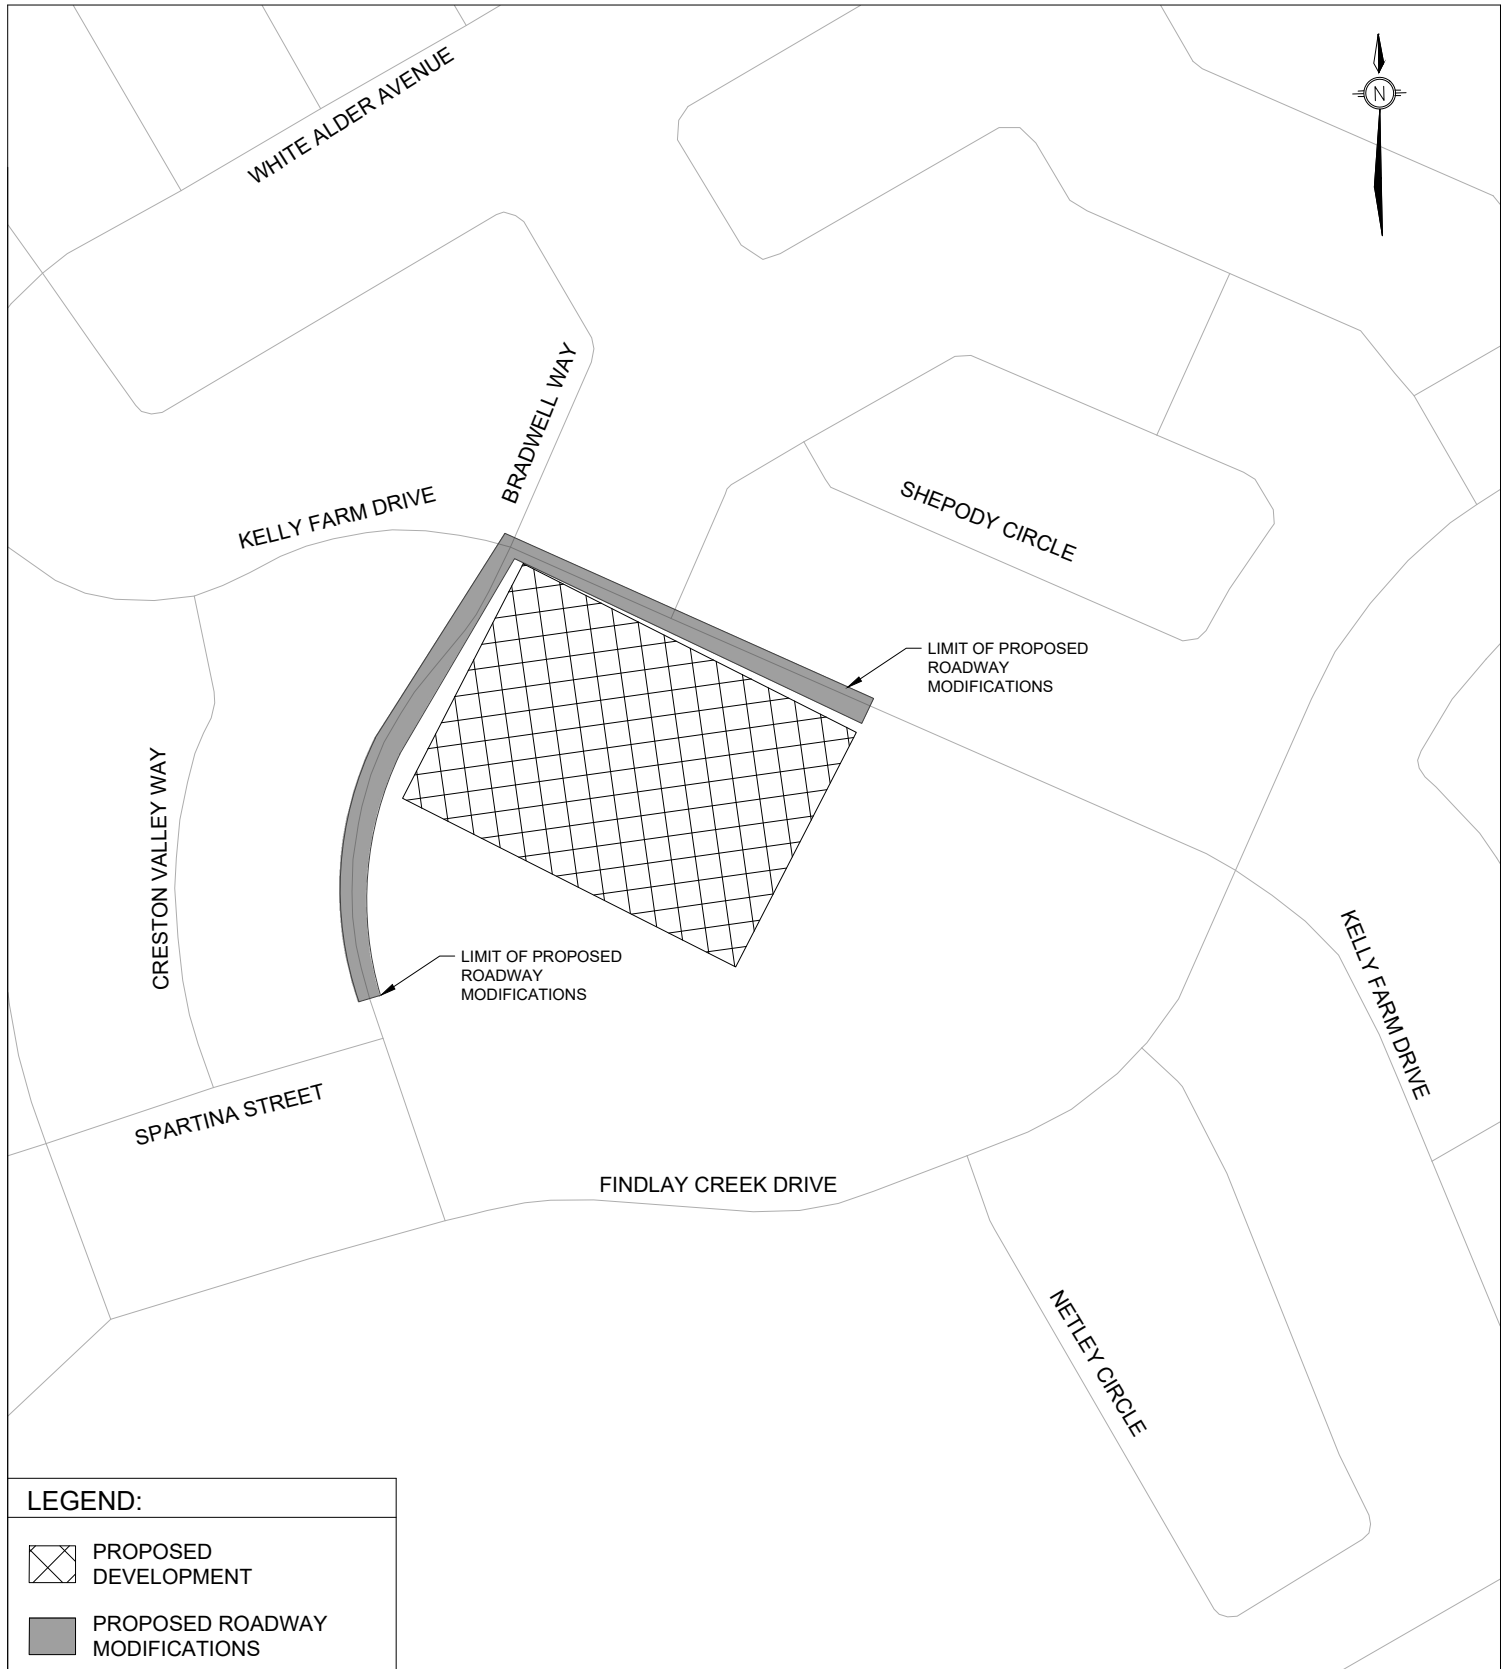 WHITE ALDER AVENUE
N
BRADWELL WAY
KELLY FARM DRIVE
SHEPODY CIRCLE
LIMIT OF PROPOSED
ROADWAY
MODIFICATIONS
CRESTON VALLEY WAY
LIMIT OF PROPOSED
ROADWAY
MODIFICATIONS
KELLY FARM DRIVE
SPARTINA STREET
FINDLAY CREEK DRIVE
NETLEY CIRCLE
LEGEND:
PROPOSED
DEVELOPMENT
PROPOSED ROADWAY
MODIFICATIONS